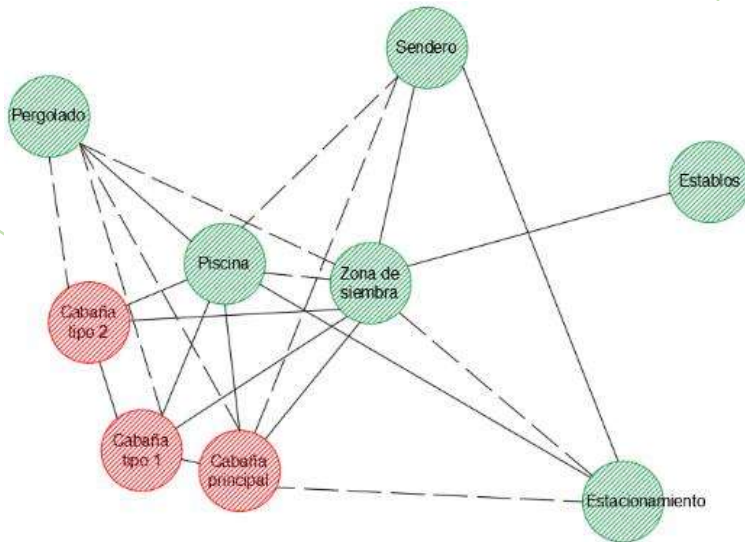 Sendero
Pergolado
Establos
Piscina
Zona de
siembra
Cabaña
tipo 2
Cabaña
tipo 1
Cabaña
principal
Estacionamiento